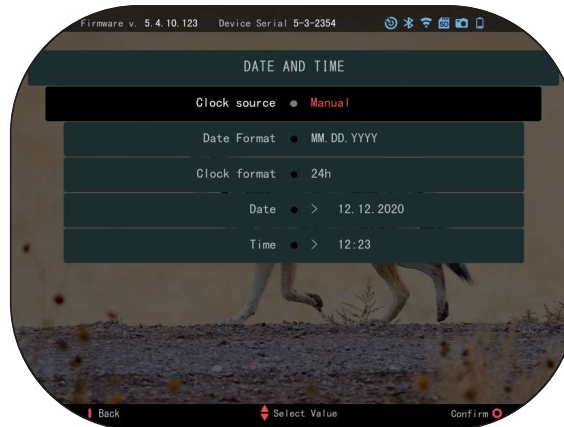 Firmware v. 5.4.10.123 Device Serial 5-3-2354
DATE AND TIME
Clock source Manual
Date Format MM.DD.YYYY
Clock format 24h
Date > 12.12.2020
Time > 12:23
Back Select Value Confirm